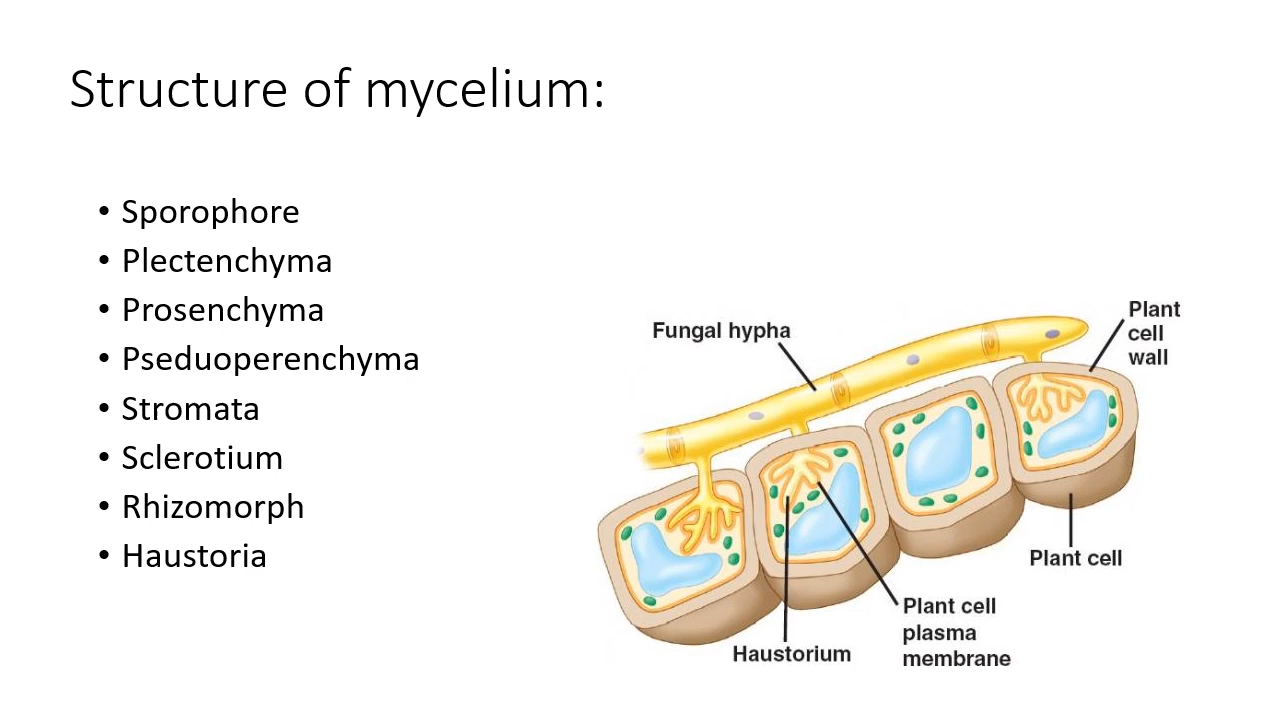 Structure of mycelium:
• Sporophore
• Plectenchyma
• Prosenchyma
• Pseduoperenchyma
• Stromata
• Sclerotium
• Rhizomorph
• Haustoria
Fungal hypha
Plant
cell
wall
Plant cell
Plant cell
plasma
membrane
Haustorium